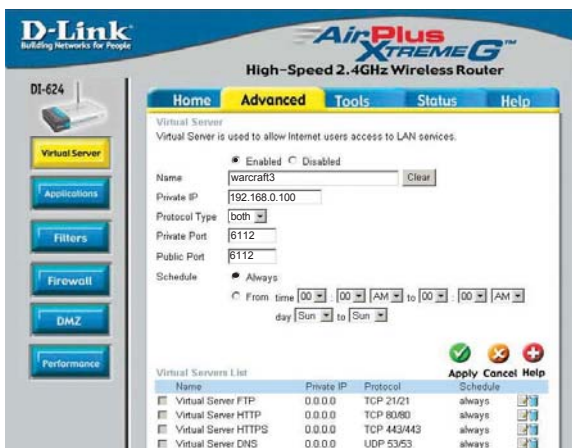 D-Link
Building Networks for People
AirPlus
XTREME G™
High-Speed 2.4GHz Wireless Router
DI-624
Home Advanced Tools Status Help
Virtual Server
Virtual Server is used to allow Internet users access to LAN services.
Enabled Disabled
Name warcraft3 Clear
Private IP 192.168.0.100
Protocol Type both
Private Port 6112
Public Port 6112
Schedule Always
From time 00 : 00 AM to 00 : 00 AM
day Sun to Sun
Apply Cancel Help
Virtual Servers List
Name Private IP Protocol Schedule
Virtual Server FTP 0.0.0.0 TCP 21/21 always
Virtual Server HTTP 0.0.0.0 TCP 80/80 always
Virtual Server HTTPS 0.0.0.0 TCP 443/443 always
Virtual Server DNS 0.0.0.0 UDP 53/53 always
Virtual Server
Applications
Filters
Firewall
DMZ
Performance